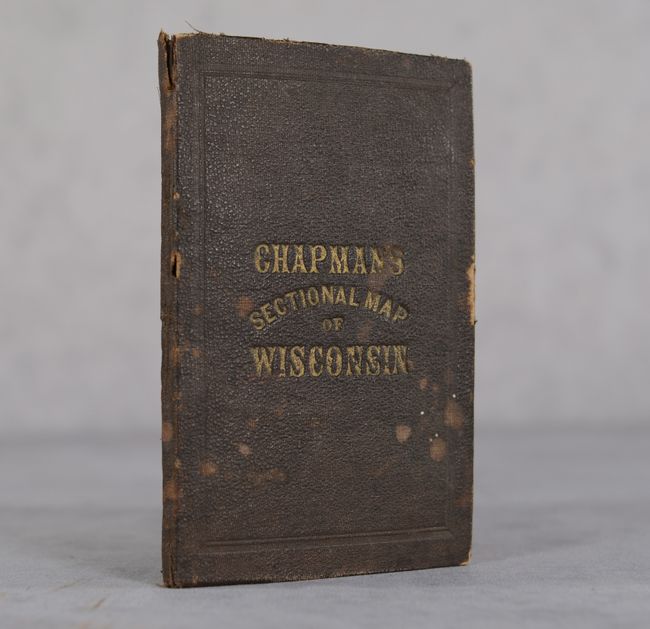 CHAPMAN'S
SECTIONAL MAP
OF
WISCONSIN